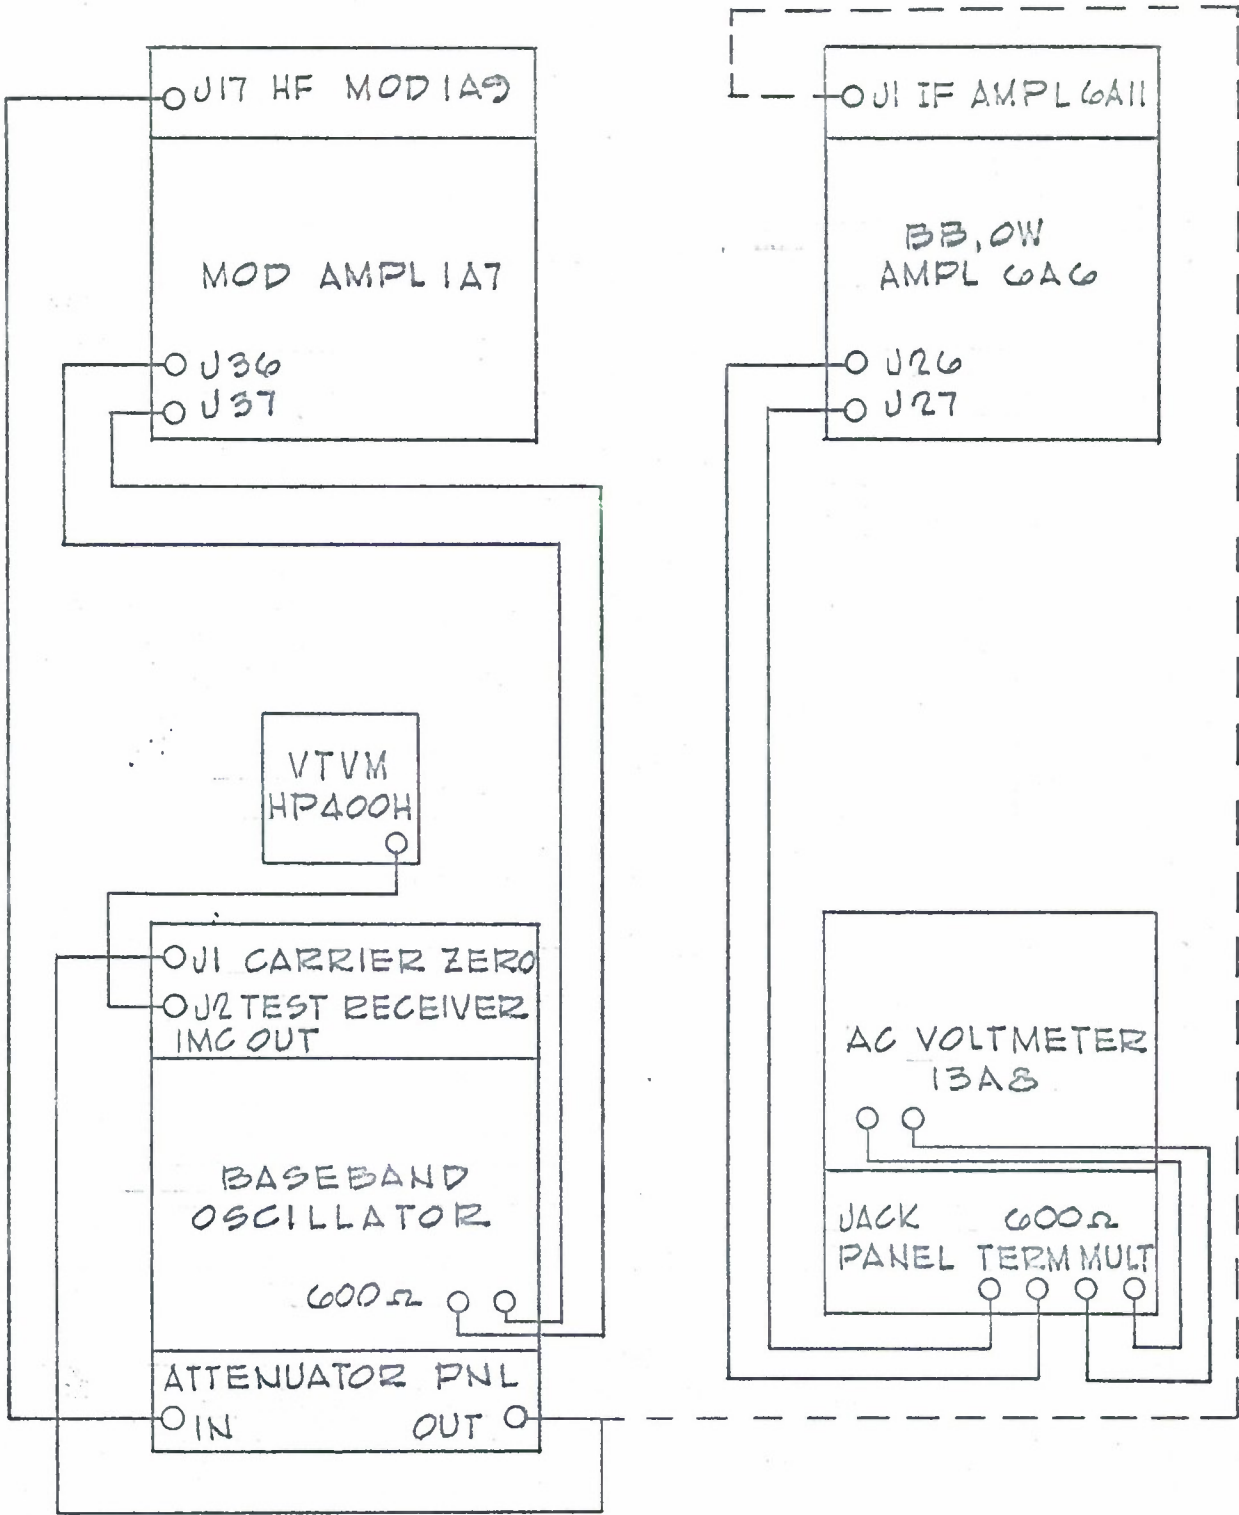 J17 HF MOD 1A9
MOD AMPL 1A7
J36
J37
J1 IF AMPL 6A11
BB, OW
AMPL 6A6
J26
J27
VTVM
HP400H
J1 CARRIER ZERO
J2 TEST RECEIVER
1MC OUT
BASEBAND
OSCILLATOR
600Ω
ATTENUATOR PNL
IN OUT
AC VOLTMETER
13A8
JACK 600Ω
PANEL TERM MULT